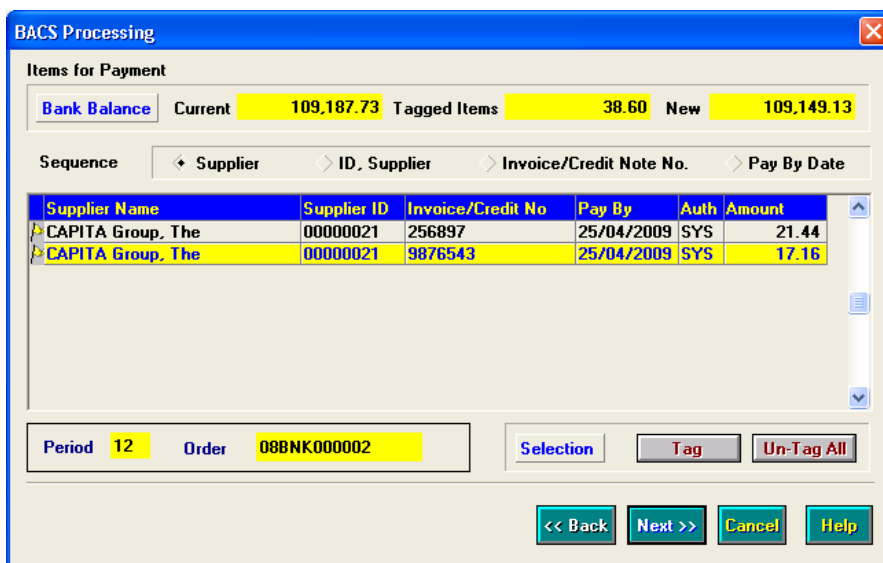 BACS Processing
Items for Payment
Bank Balance Current 109,187.73 Tagged Items 38.60 New 109,149.13
Sequence Supplier ID, Supplier Invoice/Credit Note No. Pay By Date
Supplier Name Supplier ID Invoice/Credit No Pay By Auth Amount
CAPITA Group, The 00000021 256897 25/04/2009 SYS 21.44
CAPITA Group, The 00000021 9876543 25/04/2009 SYS 17.16
Period 12 Order 08BNK000002 Selection Tag Un-Tag All
<< Back Next >> Cancel Help